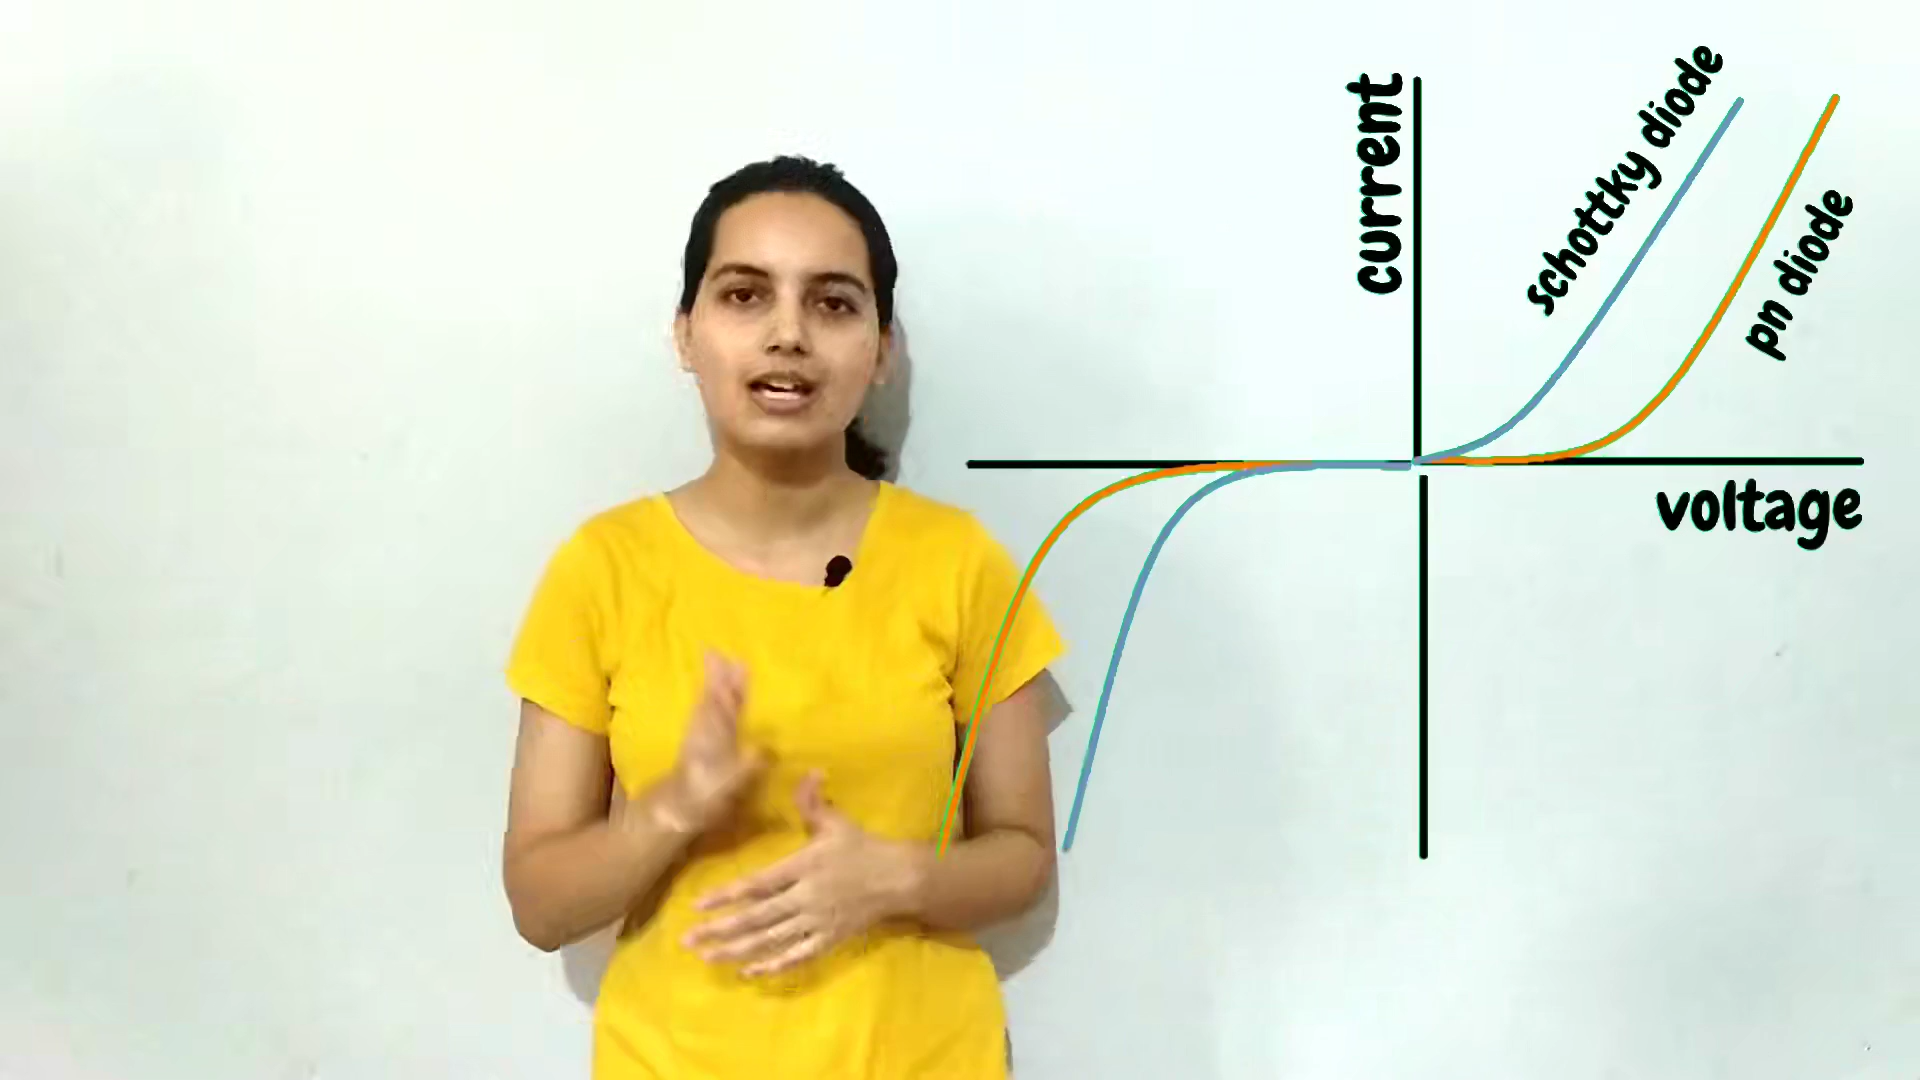 current
schottky diode
pn diode
voltage